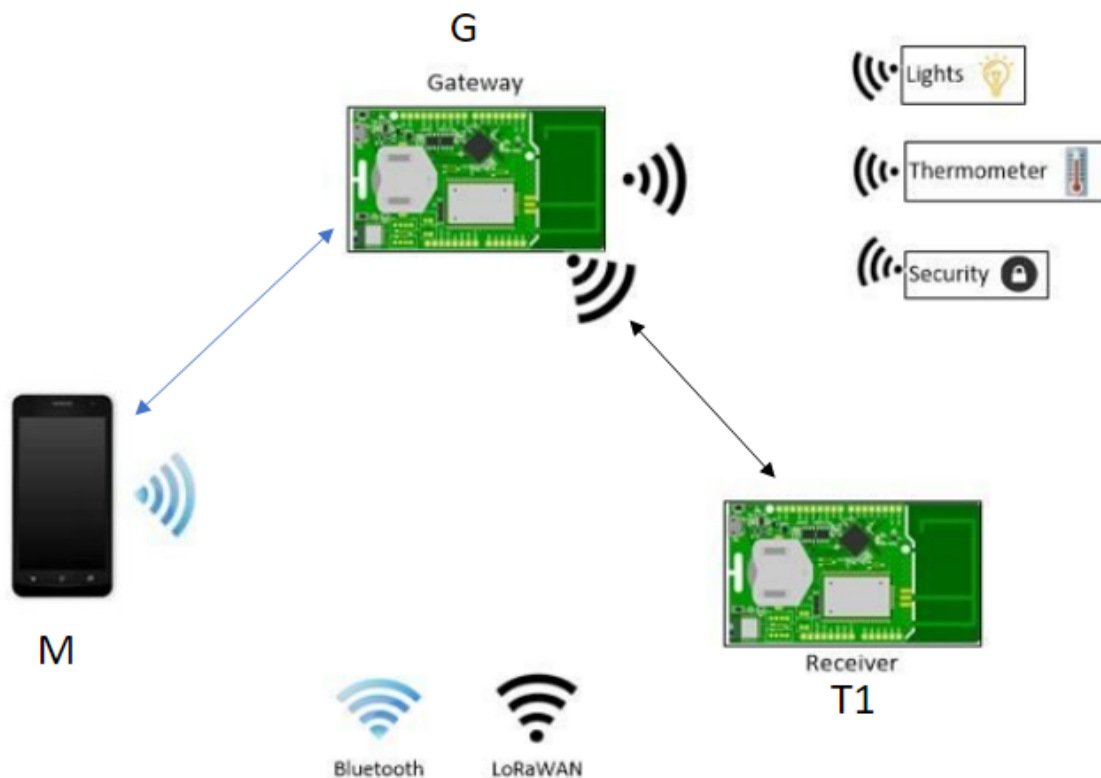 G
Gateway
Lights
Thermometer
Security
M
Receiver
T1
Bluetooth
LoRaWAN